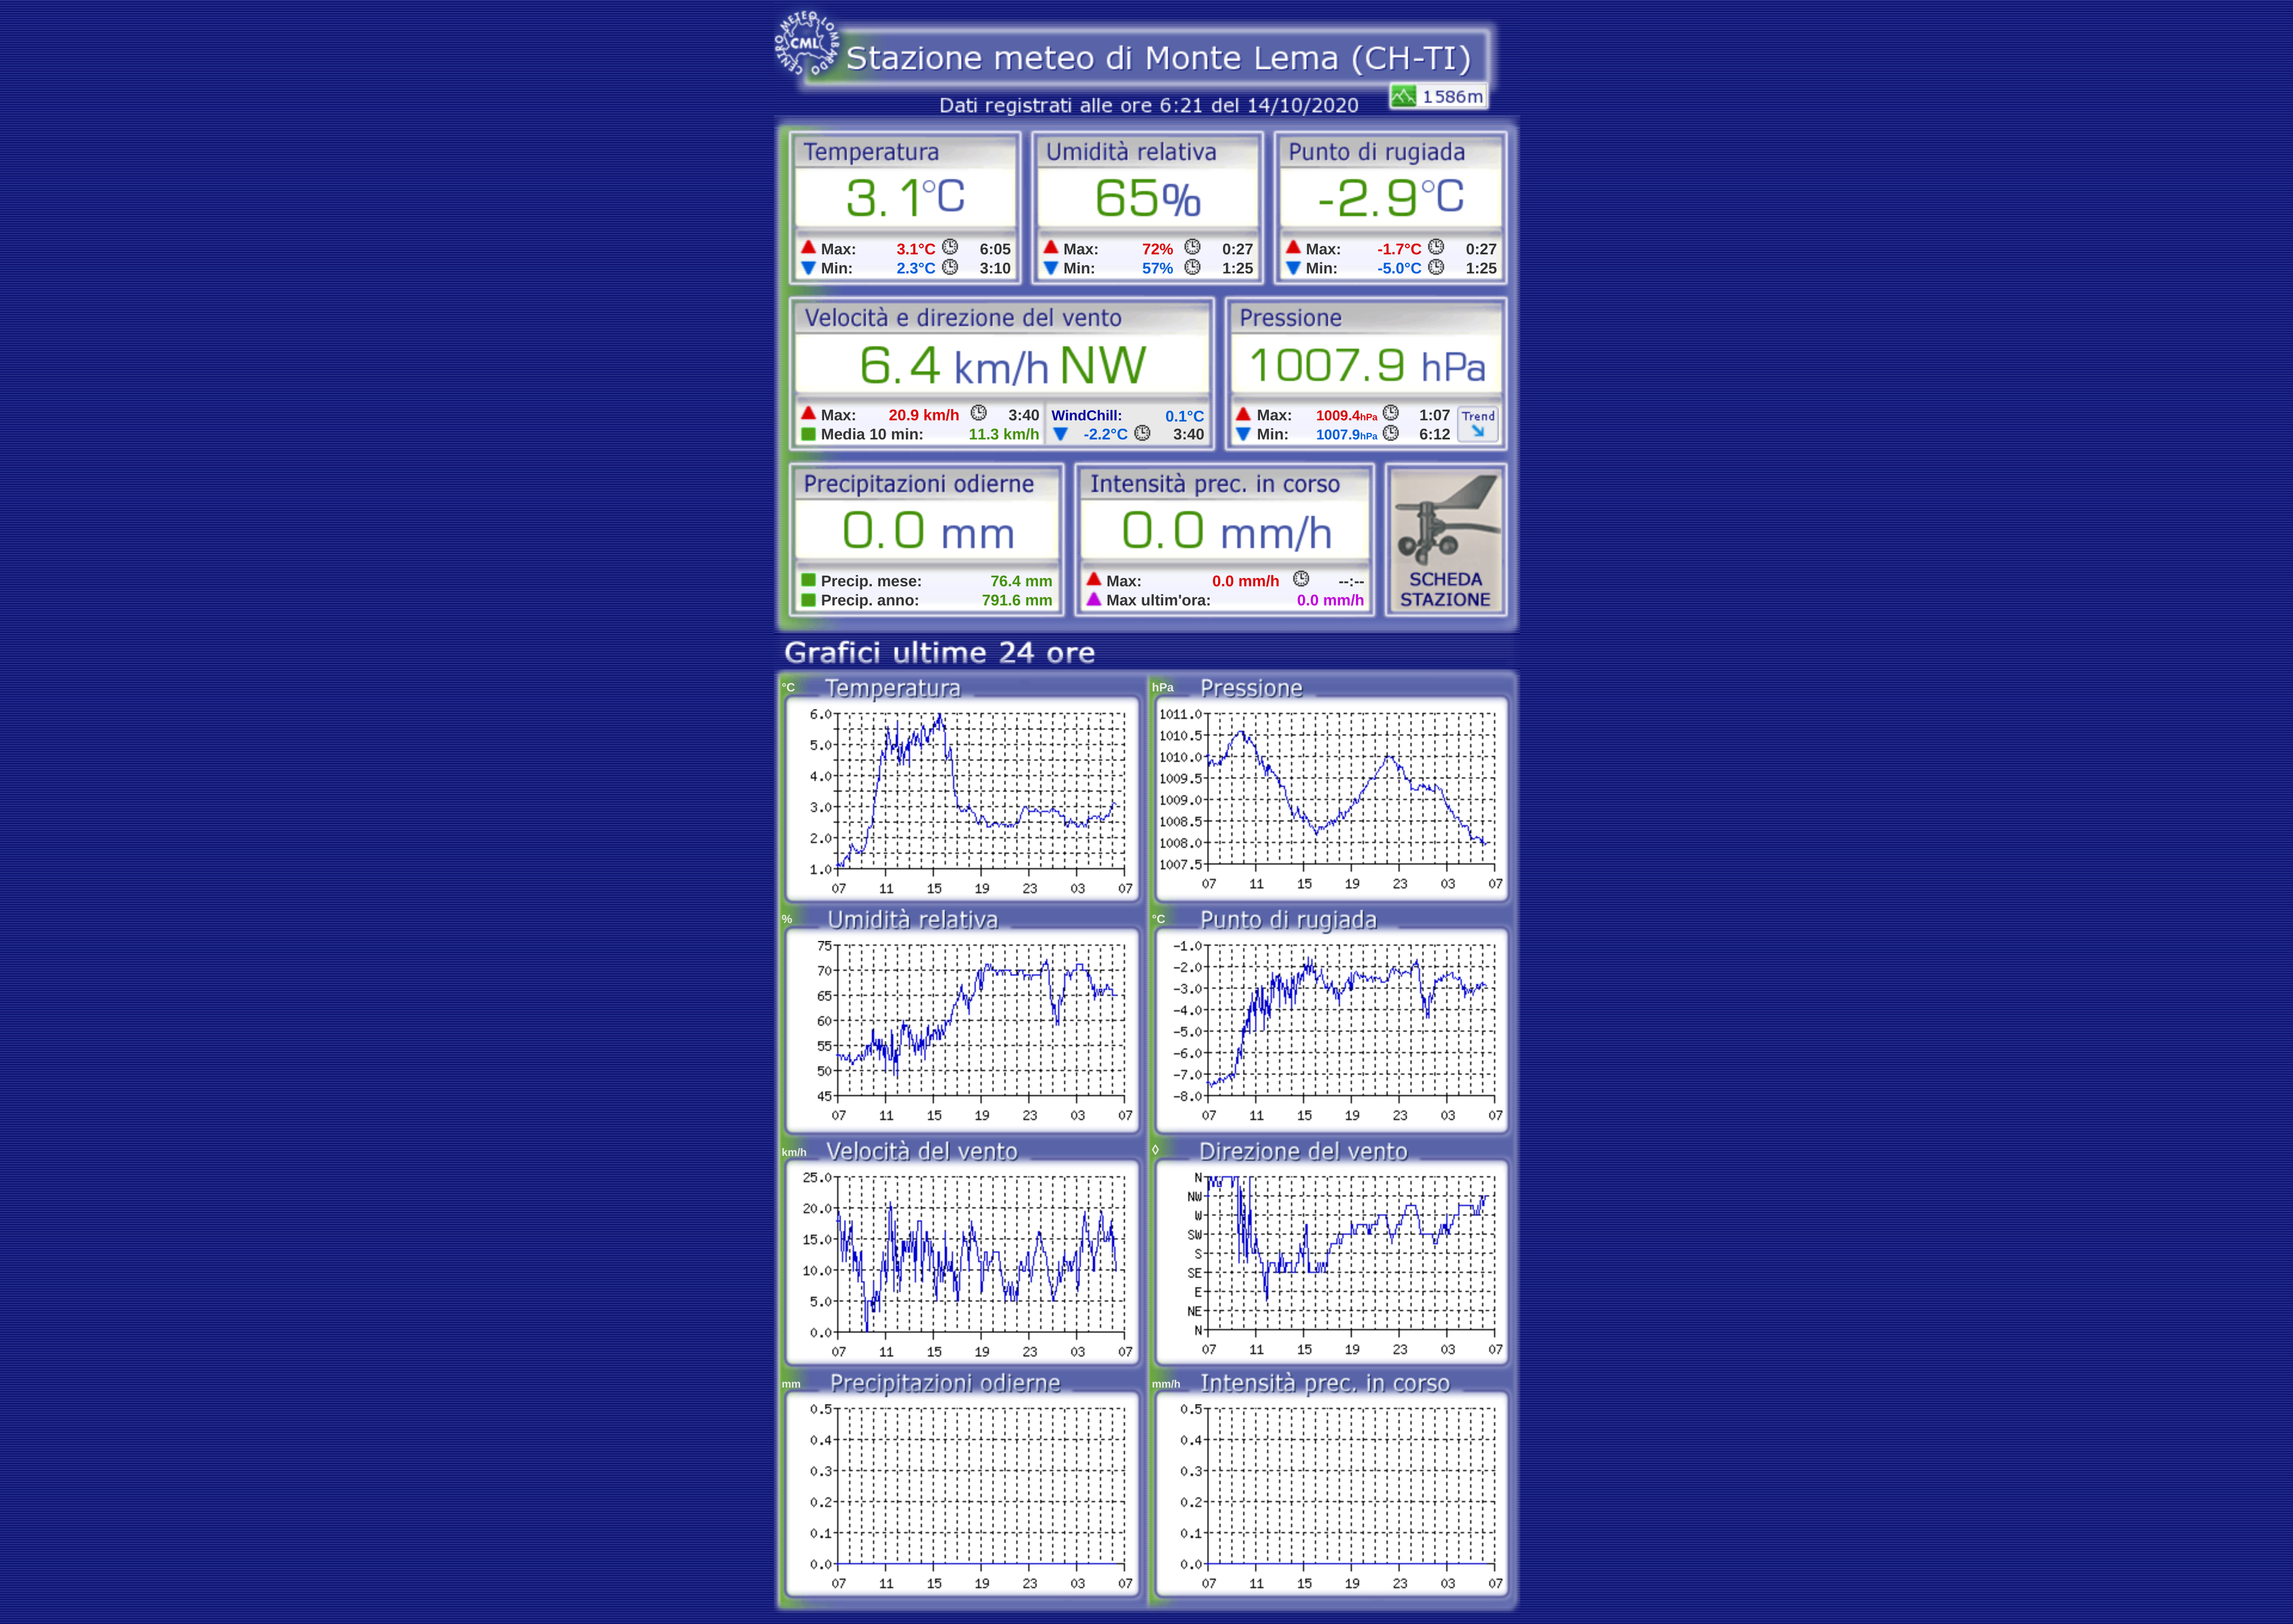 CENTRO METEO LOMBARDO
CML
Stazione meteo di Monte Lema (CH-TI)
1586m
Dati registrati alle ore 6:21 del 14/10/2020
Temperatura
3.1°C
Max: 3.1°C 6:05
Min: 2.3°C 3:10
Umidità relativa
65%
Max: 72% 0:27
Min: 57% 1:25
Punto di rugiada
-2.9°C
Max: -1.7°C 0:27
Min: -5.0°C 1:25
Velocità e direzione del vento
6.4 km/h NW
Max: 20.9 km/h 3:40
Media 10 min: 11.3 km/h
WindChill: 0.1°C
-2.2°C 3:40
Pressione
1007.9 hPa
Max: 1009.4hPa 1:07
Min: 1007.9hPa 6:12
Trend
Precipitazioni odierne
0.0 mm
Precip. mese: 76.4 mm
Precip. anno: 791.6 mm
Intensità prec. in corso
0.0 mm/h
Max: 0.0 mm/h --:--
Max ultim'ora: 0.0 mm/h
SCHEDA
STAZIONE
Grafici ultime 24 ore
°C Temperatura
6.0
5.0
4.0
3.0
2.0
1.0
07 11 15 19 23 03 07
hPa Pressione
1011.0
1010.5
1010.0
1009.5
1009.0
1008.5
1008.0
1007.5
07 11 15 19 23 03 07
% Umidità relativa
75
70
65
60
55
50
45
07 11 15 19 23 03 07
°C Punto di rugiada
-1.0
-2.0
-3.0
-4.0
-5.0
-6.0
-7.0
-8.0
07 11 15 19 23 03 07
km/h Velocità del vento
25.0
20.0
15.0
10.0
5.0
0.0
07 11 15 19 23 03 07
◊ Direzione del vento
N
NW
W
SW
S
SE
E
NE
N
07 11 15 19 23 03 07
mm Precipitazioni odierne
0.5
0.4
0.3
0.2
0.1
0.0
07 11 15 19 23 03 07
mm/h Intensità prec. in corso
0.5
0.4
0.3
0.2
0.1
0.0
07 11 15 19 23 03 07